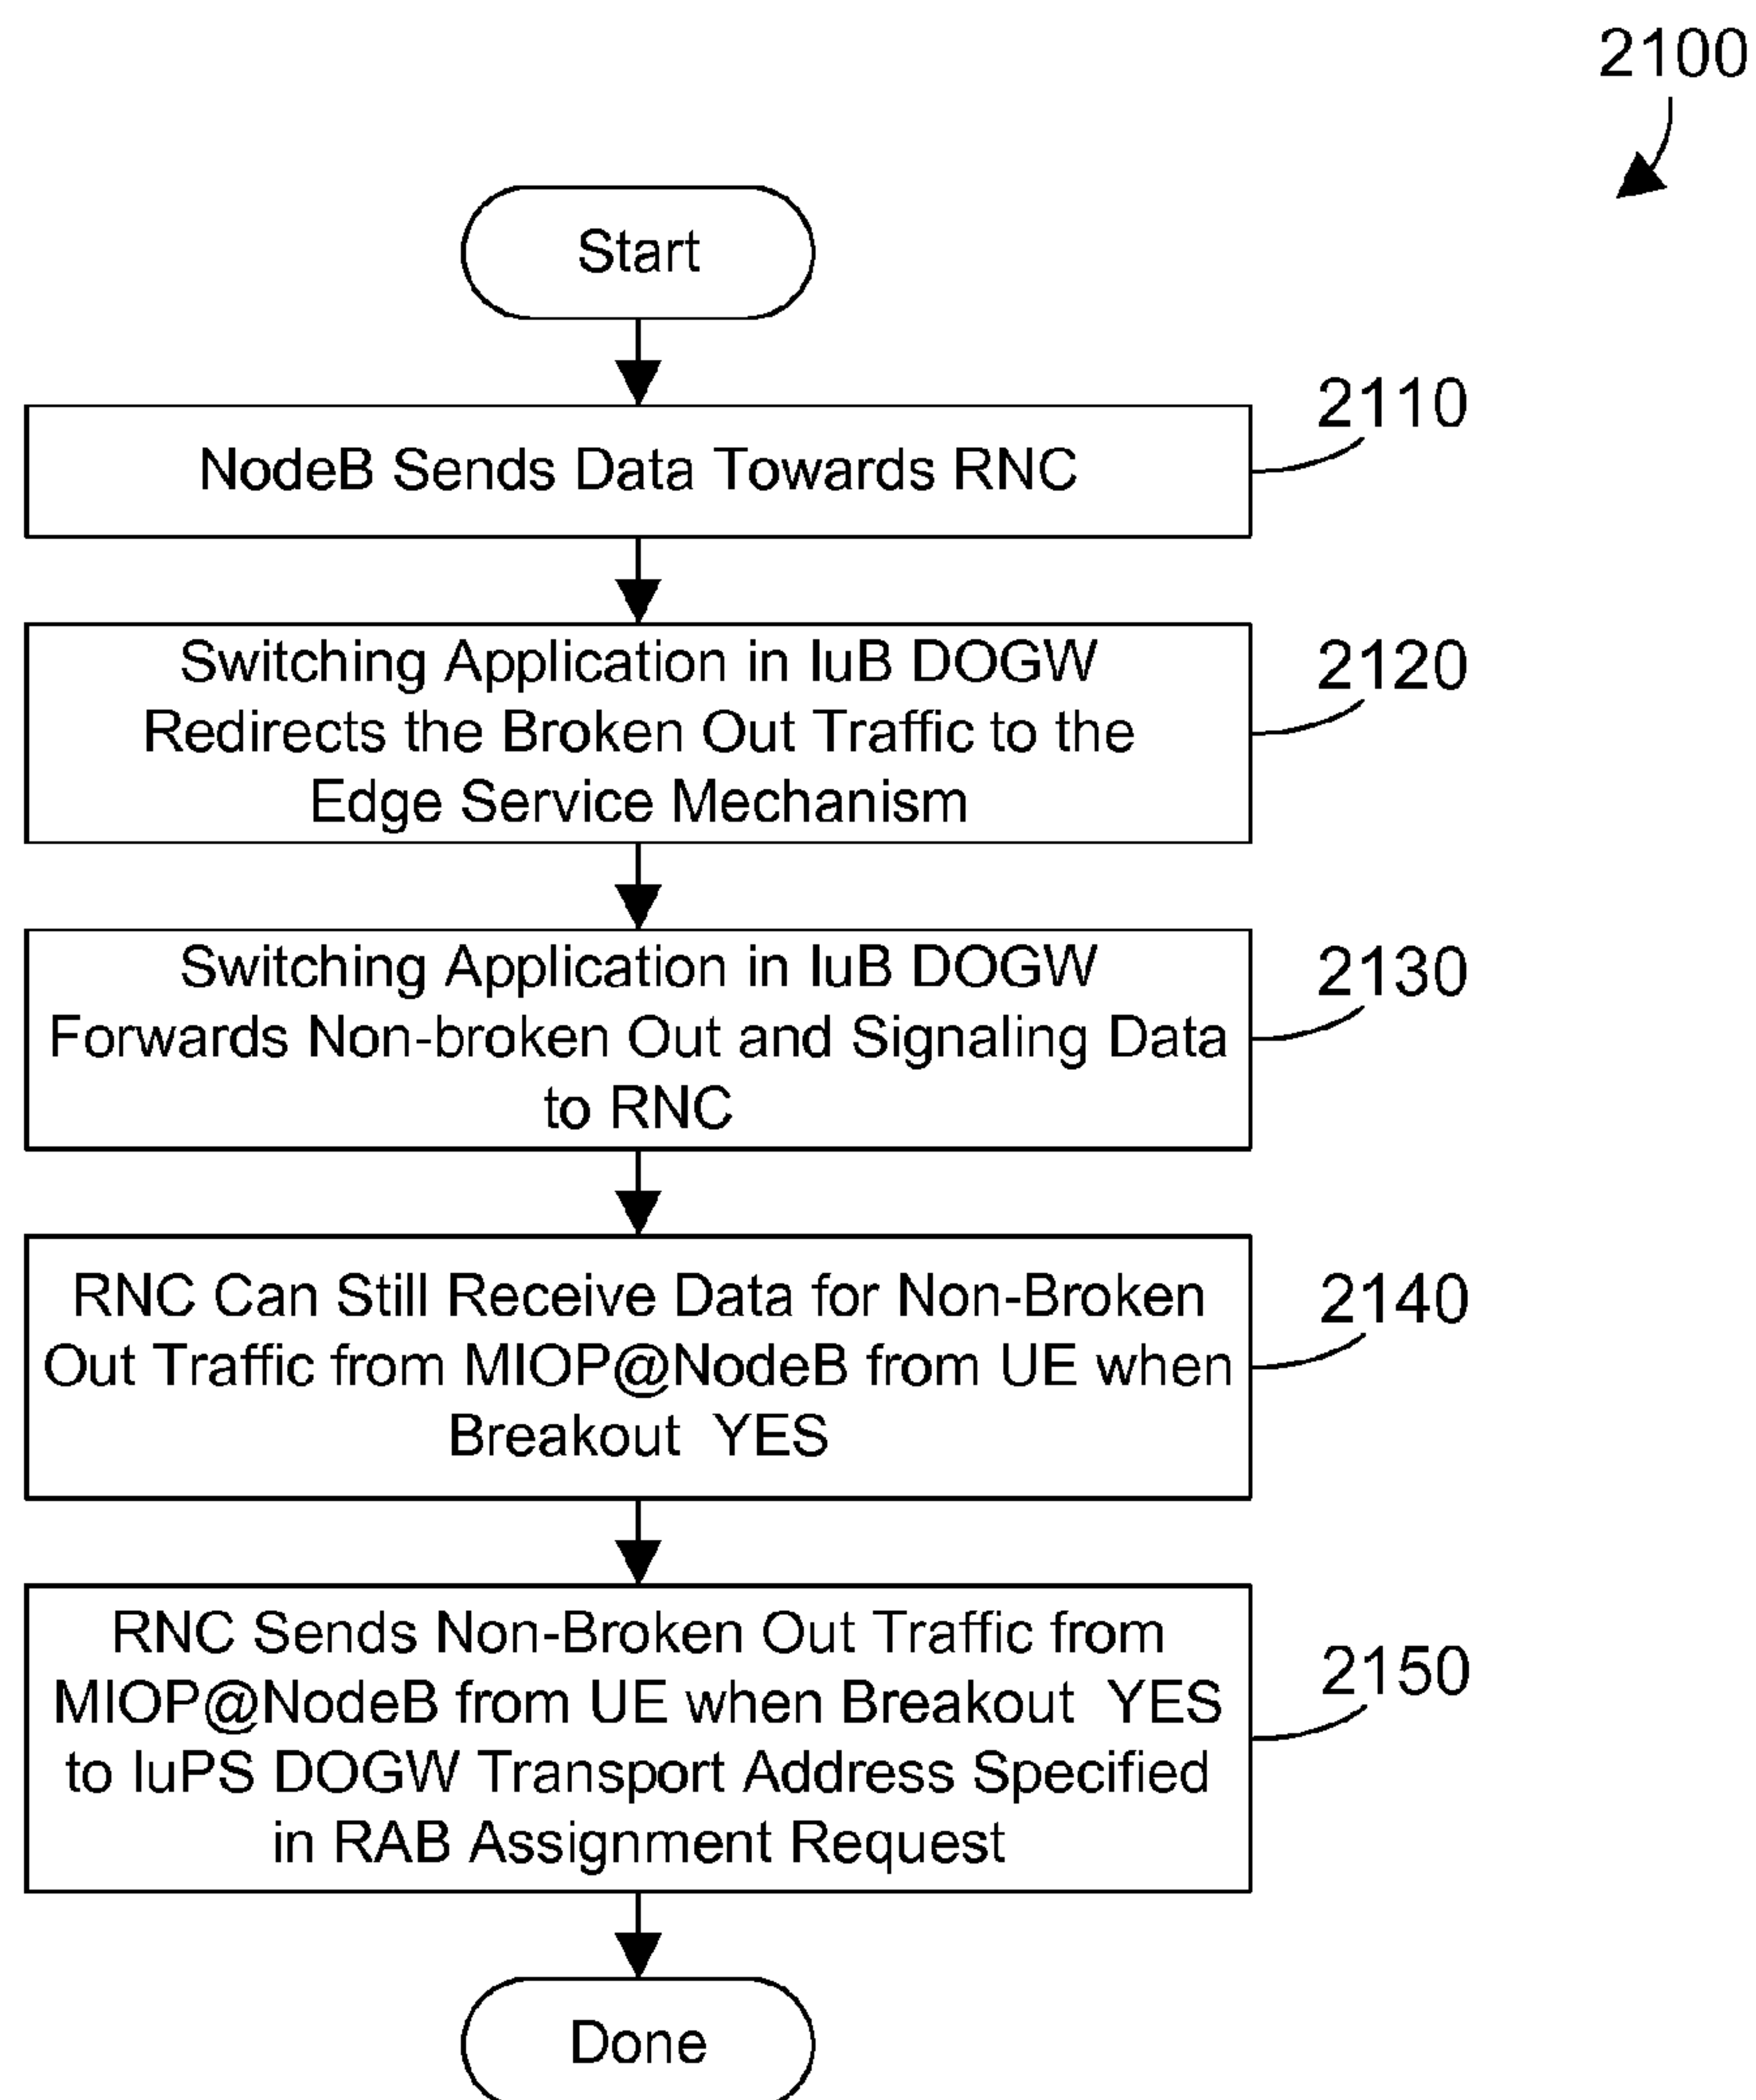 2100
Start
NodeB Sends Data Towards RNC
2110
Switching Application in IuB DOGW
Redirects the Broken Out Traffic to the
Edge Service Mechanism
2120
Switching Application in IuB DOGW
Forwards Non-broken Out and Signaling Data
to RNC
2130
RNC Can Still Receive Data for Non-Broken
Out Traffic from MIOP@NodeB from UE when
Breakout YES
2140
RNC Sends Non-Broken Out Traffic from
MIOP@NodeB from UE when Breakout YES
to IuPS DOGW Transport Address Specified
in RAB Assignment Request
2150
Done